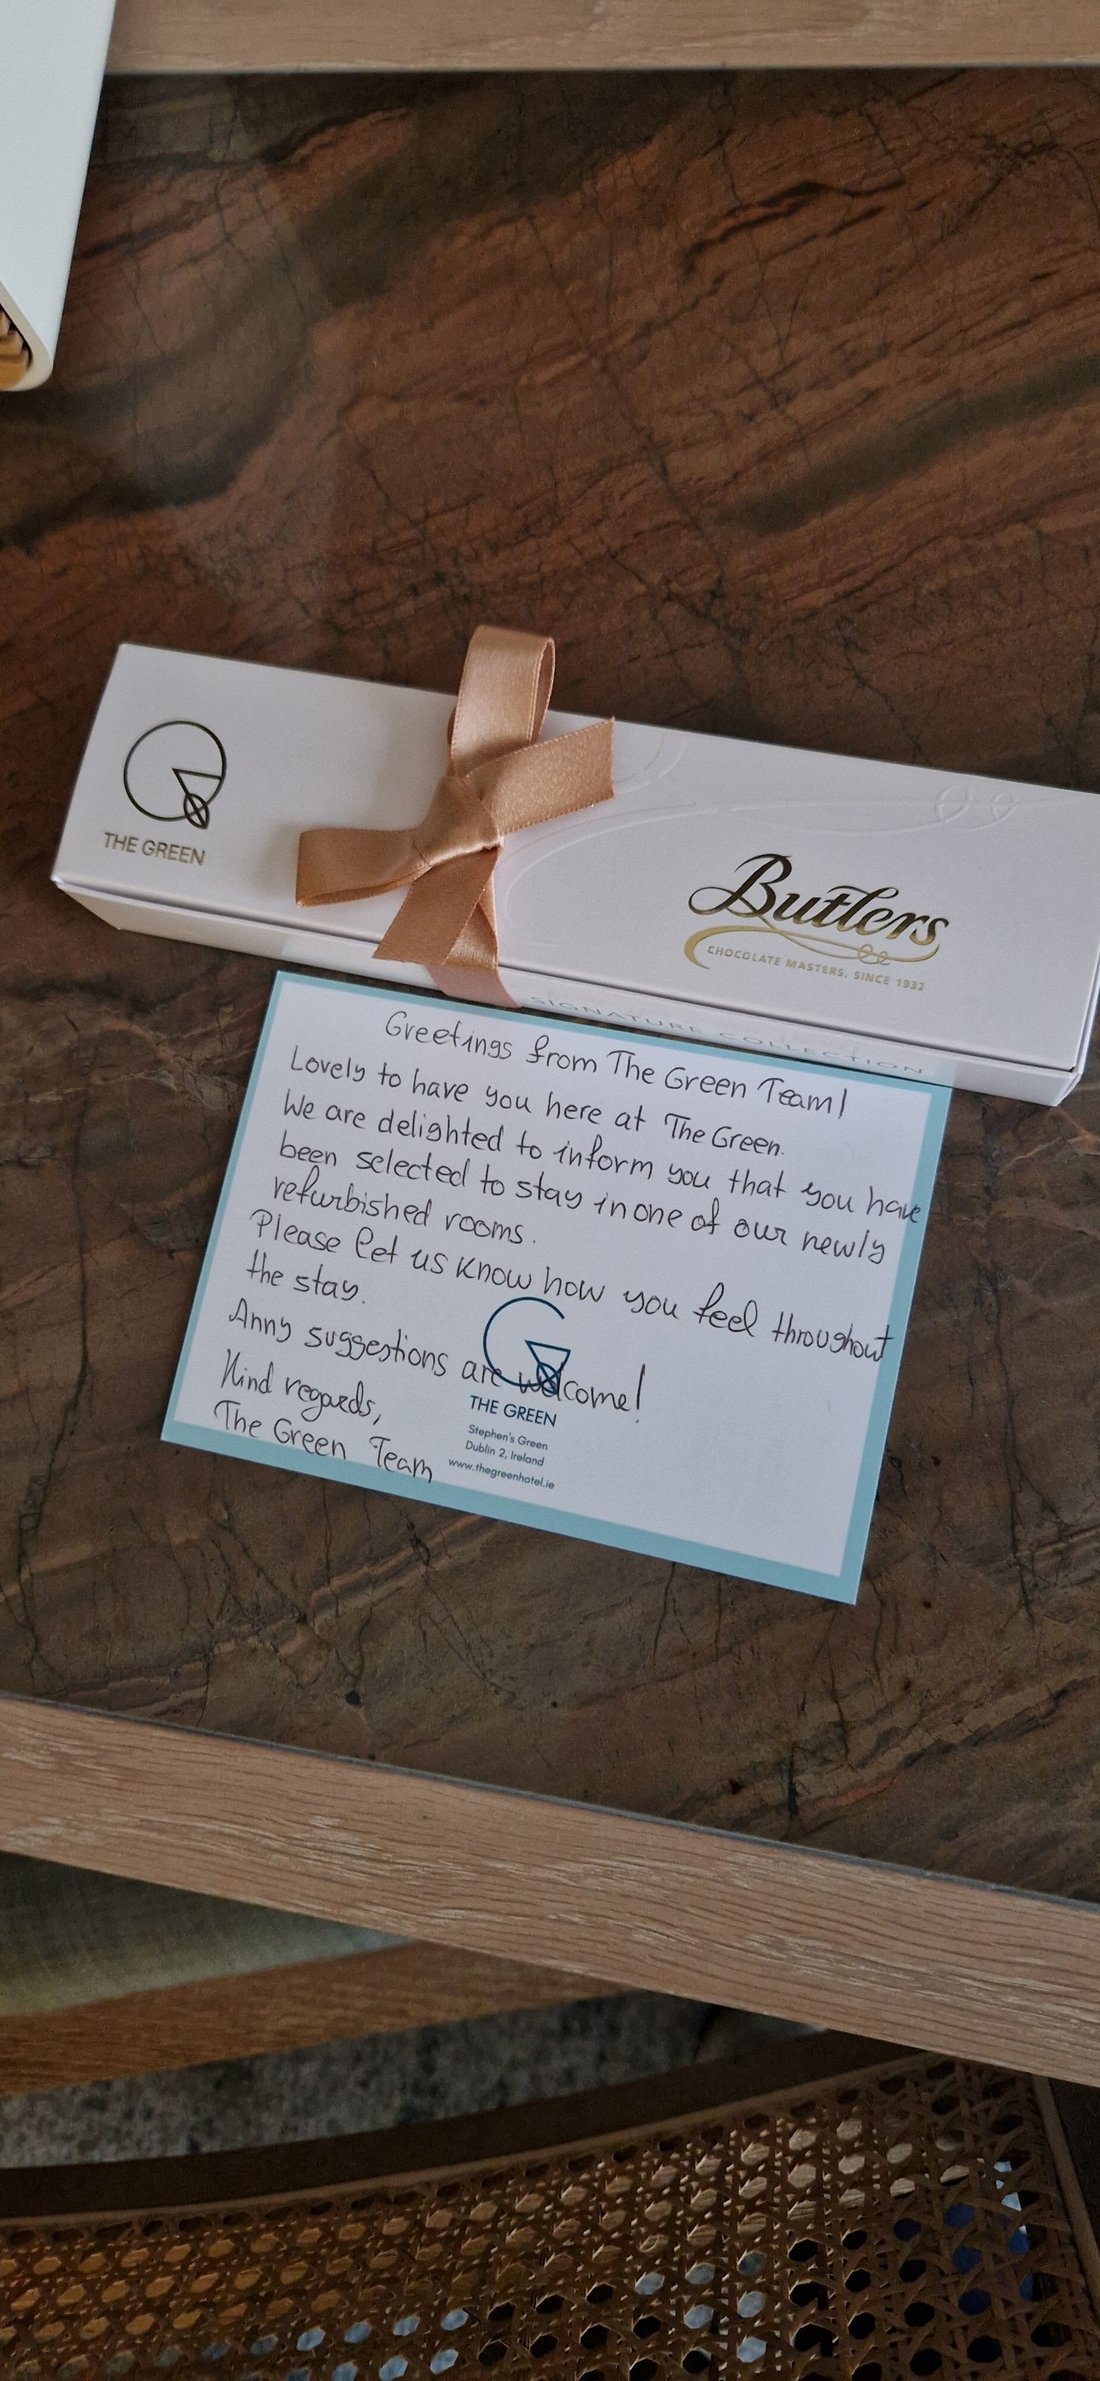 THE GREEN
Butlers
CHOCOLATE MASTERS. SINCE 1932
SIGNATURE COLLECTION
Greetings from The Green Team!
Lovely to have you here at The Green.
We are delighted to inform you that you have
been selected to stay in one of our newly
refurbished rooms.
Please let us know how you feel throughout
the stay.
Anny suggestions are welcome!
Kind regards,
The Green Team
THE GREEN
Stephen's Green
Dublin 2, Ireland
www.thegreenhotel.ie